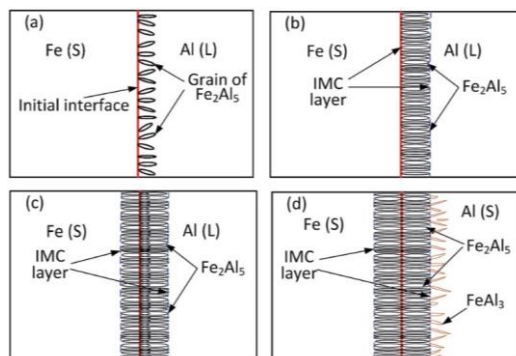 (a)
Fe (S)
Al (L)
Grain of
Fe₂Al₅
Initial interface
(b)
Fe (S)
Al (L)
IMC
layer
Fe₂Al₅
(c)
Fe (S)
Al (L)
IMC
layer
Fe₂Al₅
(d)
Fe (S)
Al (S)
IMC
layer
Fe₂Al₅
FeAl₃